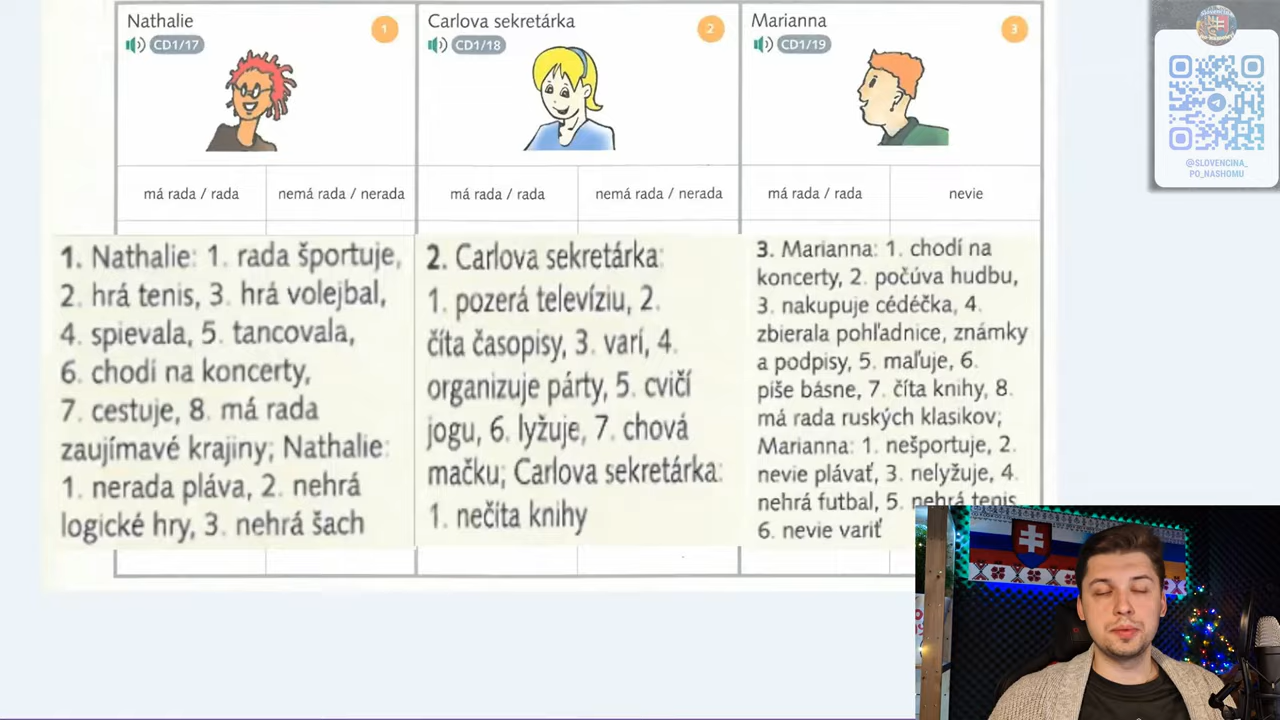 Nathalie
CD1/17
1
Carlova sekretárka
CD1/18
2
Marianna
CD1/19
3
má rada / rada
nemá rada / nerada
má rada / rada
nemá rada / nerada
má rada / rada
nevie
1. Nathalie: 1. rada športuje,
2. hrá tenis, 3. hrá volejbal,
4. spievala, 5. tancovala,
6. chodí na koncerty,
7. cestuje, 8. má rada
zaujímavé krajiny; Nathalie:
1. nerada pláva, 2. nehrá
logické hry, 3. nehrá šach
2. Carlova sekretárka:
1. pozerá televíziu, 2.
číta časopisy, 3. varí, 4.
organizuje párty, 5. cvičí
jogu, 6. lyžuje, 7. chová
mačku; Carlova sekretárka:
1. nečíta knihy
3. Marianna: 1. chodí na
koncerty, 2. počúva hudbu,
3. nakupuje cédéčka, 4.
zbierala pohľadnice, známky
a podpisy, 5. maľuje, 6.
píše básne, 7. číta knihy, 8.
má rada ruských klasikov;
Marianna: 1. nešportuje, 2.
nevie plávať, 3. nelyžuje, 4.
nehrá futbal, 5. nehrá tenis
6. nevie variť
@SLOVENCINA_
PO_NASHOMU